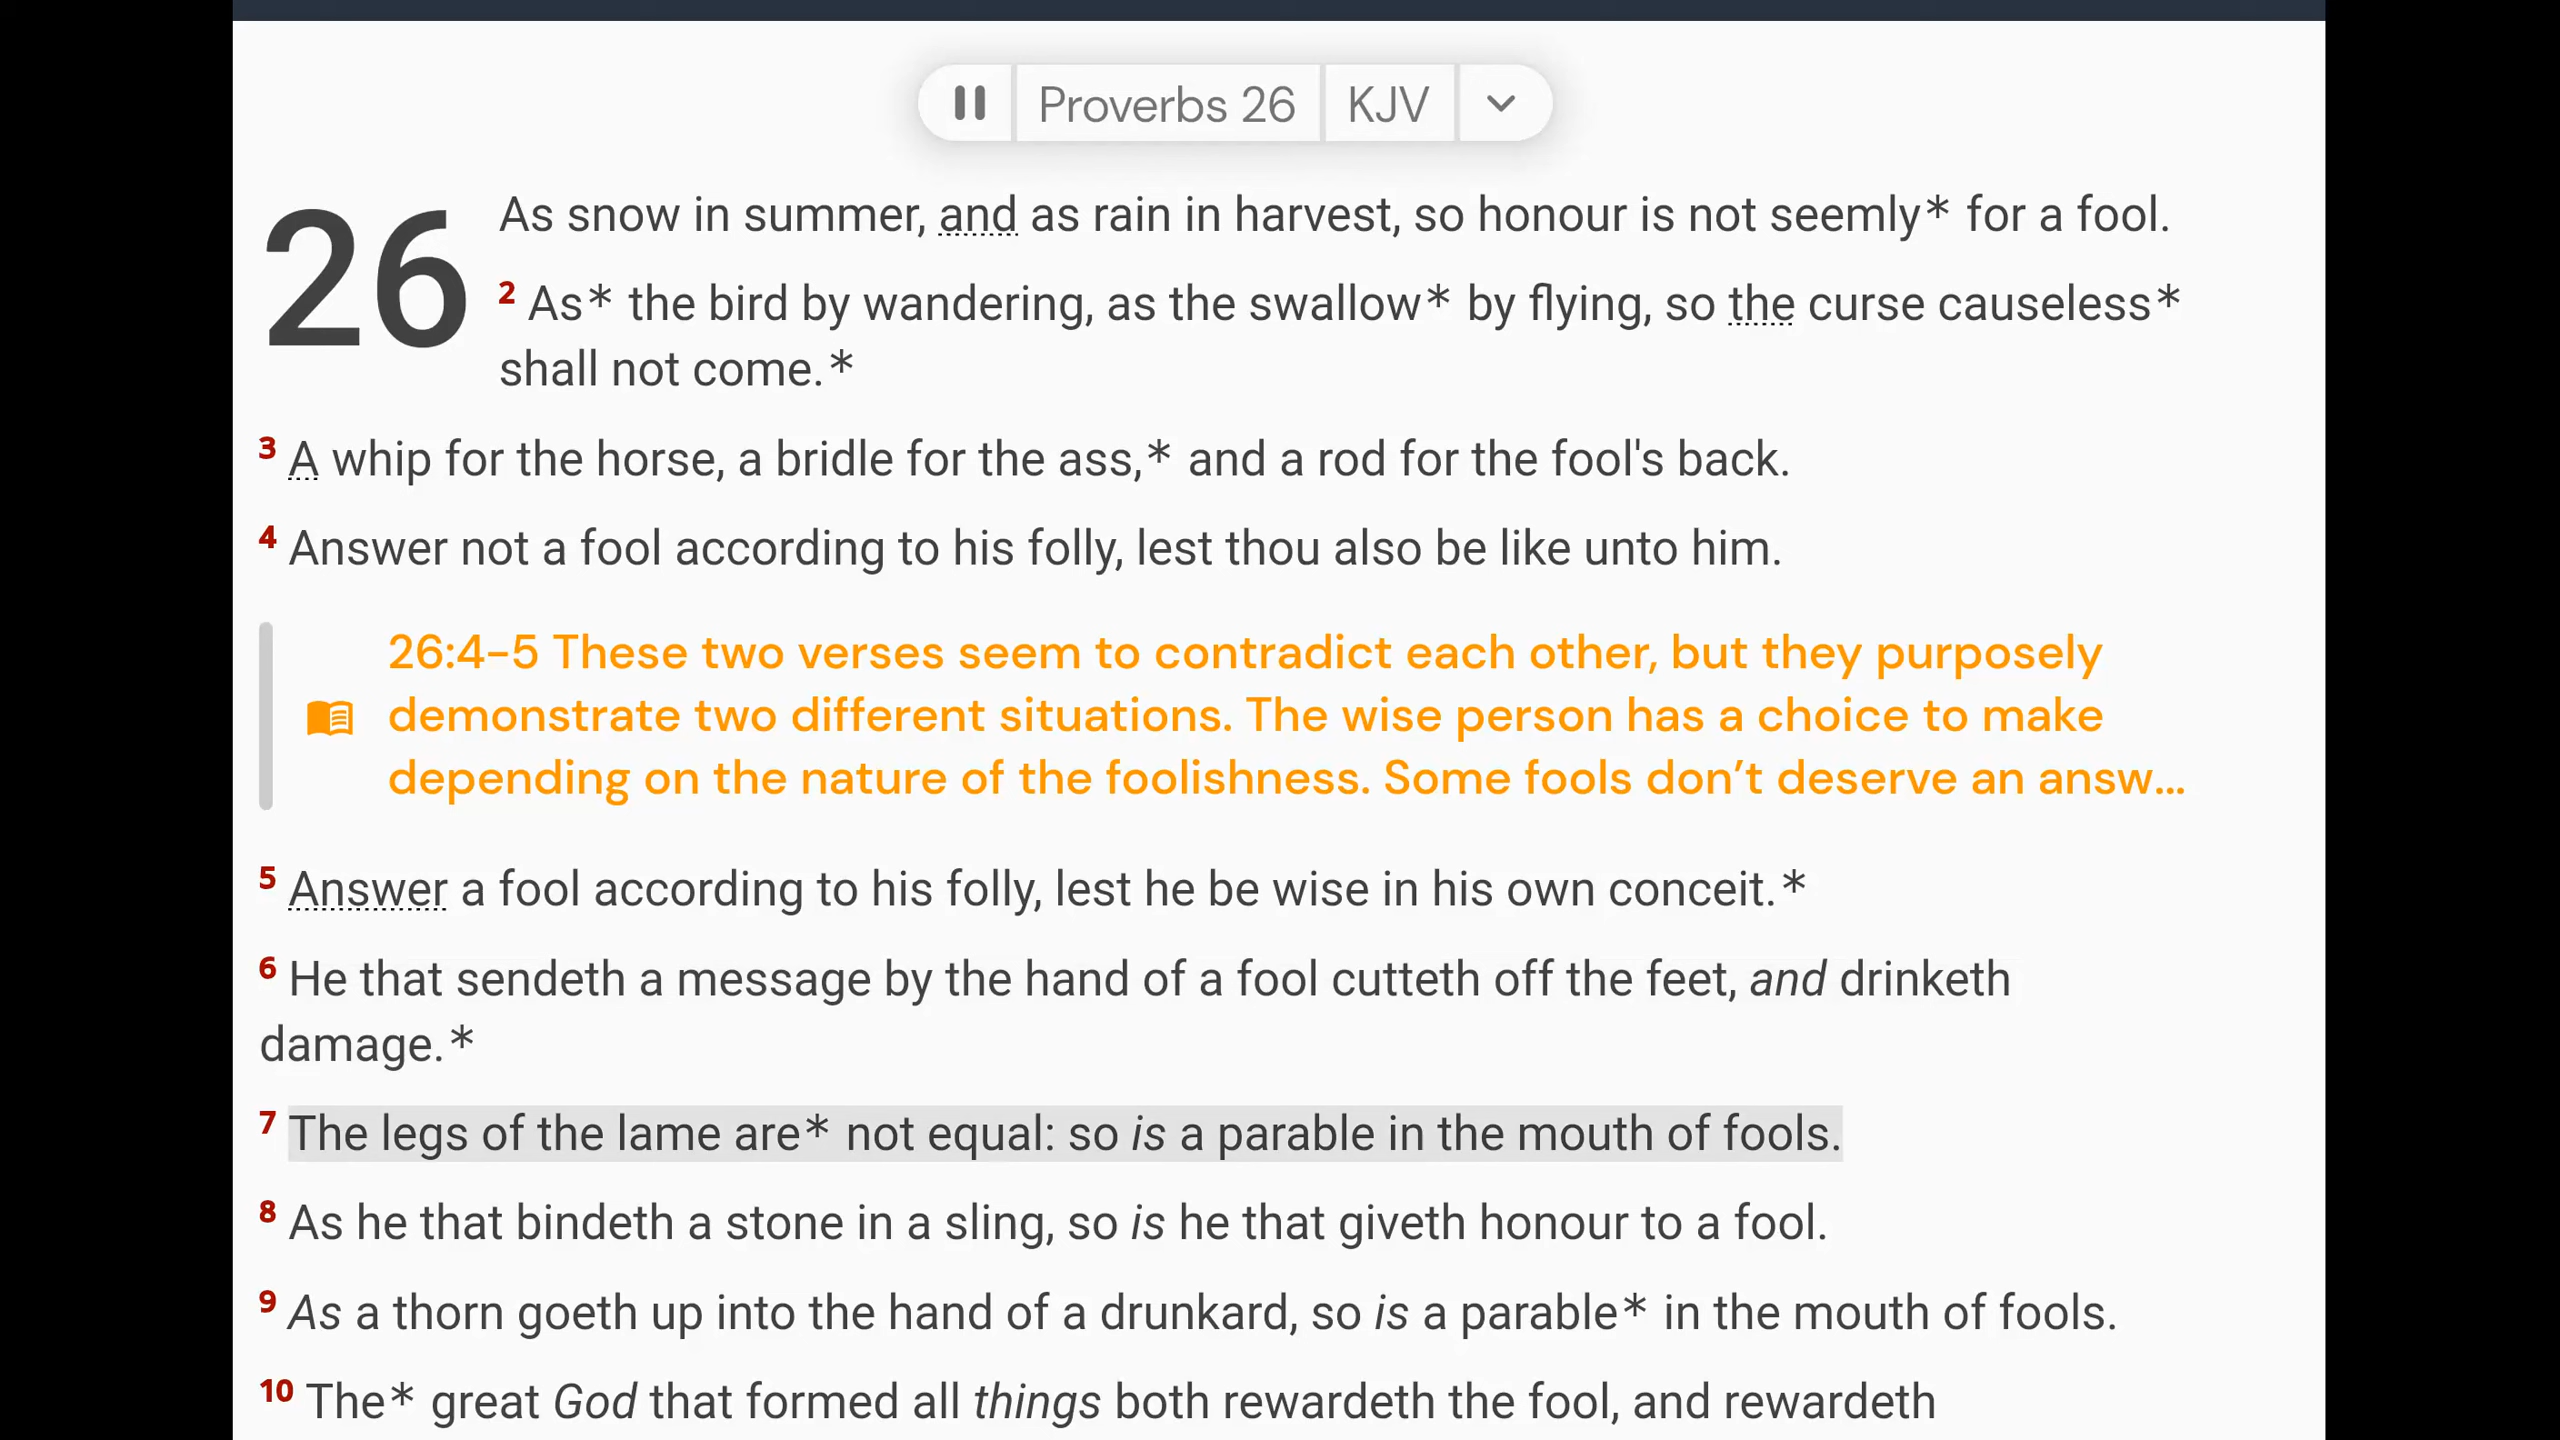 Proverbs 26 KJV
26
As snow in summer, and as rain in harvest, so honour is not seemly* for a fool.
2 As* the bird by wandering, as the swallow* by flying, so the curse causeless*
shall not come.*
3 A whip for the horse, a bridle for the ass,* and a rod for the fool's back.
4 Answer not a fool according to his folly, lest thou also be like unto him.
26:4–5 These two verses seem to contradict each other, but they purposely
demonstrate two different situations. The wise person has a choice to make
depending on the nature of the foolishness. Some fools don’t deserve an answ…
5 Answer a fool according to his folly, lest he be wise in his own conceit.*
6 He that sendeth a message by the hand of a fool cutteth off the feet, and drinketh
damage.*
7 The legs of the lame are* not equal: so is a parable in the mouth of fools.
8 As he that bindeth a stone in a sling, so is he that giveth honour to a fool.
9 As a thorn goeth up into the hand of a drunkard, so is a parable* in the mouth of fools.
10 The* great God that formed all things both rewardeth the fool, and rewardeth